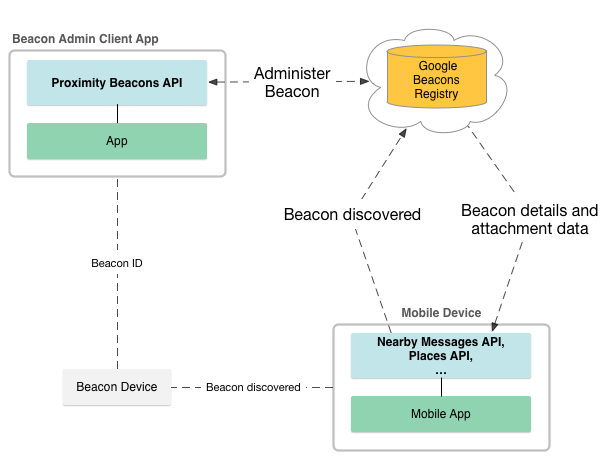 Beacon Admin Client App
Proximity Beacons API
App
Administer
Beacon
Google
Beacons
Registry
Beacon discovered
Beacon details and
attachment data
Beacon ID
Mobile Device
Nearby Messages API,
Places API,
...
Mobile App
Beacon Device
Beacon discovered